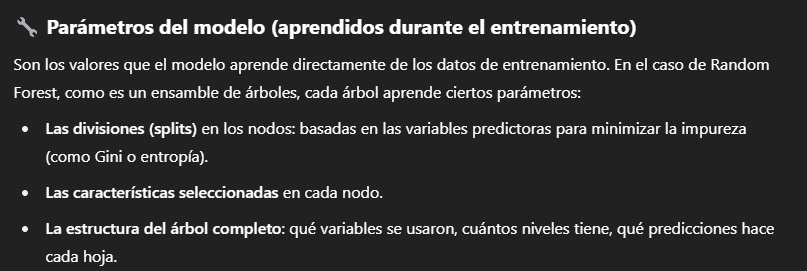 🔧 Parámetros del modelo (aprendidos durante el entrenamiento)
Son los valores que el modelo aprende directamente de los datos de entrenamiento. En el caso de Random
Forest, como es un ensamble de árboles, cada árbol aprende ciertos parámetros:
• Las divisiones (splits) en los nodos: basadas en las variables predictoras para minimizar la impureza
(como Gini o entropía).
• Las características seleccionadas en cada nodo.
• La estructura del árbol completo: qué variables se usaron, cuántos niveles tiene, qué predicciones hace
cada hoja.